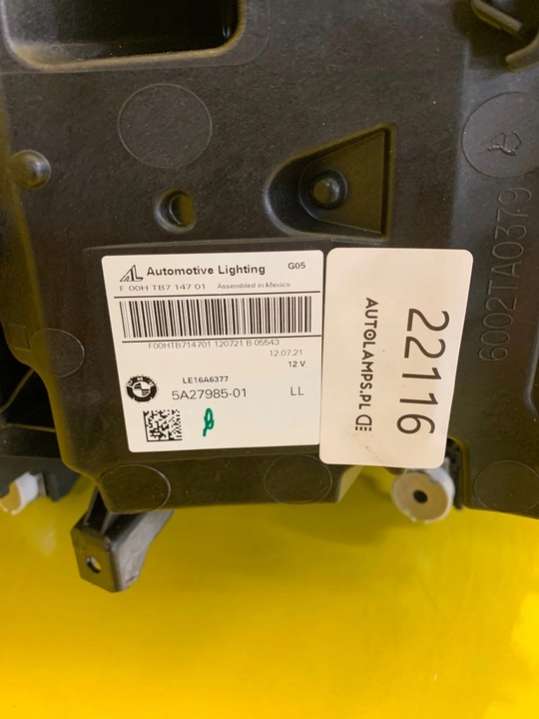 AL Automotive Lighting G05
F 00H TB7 147 01 Assembled in Mexico
F00HTB714701 120721 B 05543
12.07.21
12 V
LE16A6377
5A27985-01 LL
22116
AUTOLAMPS.PL
6002TA0379